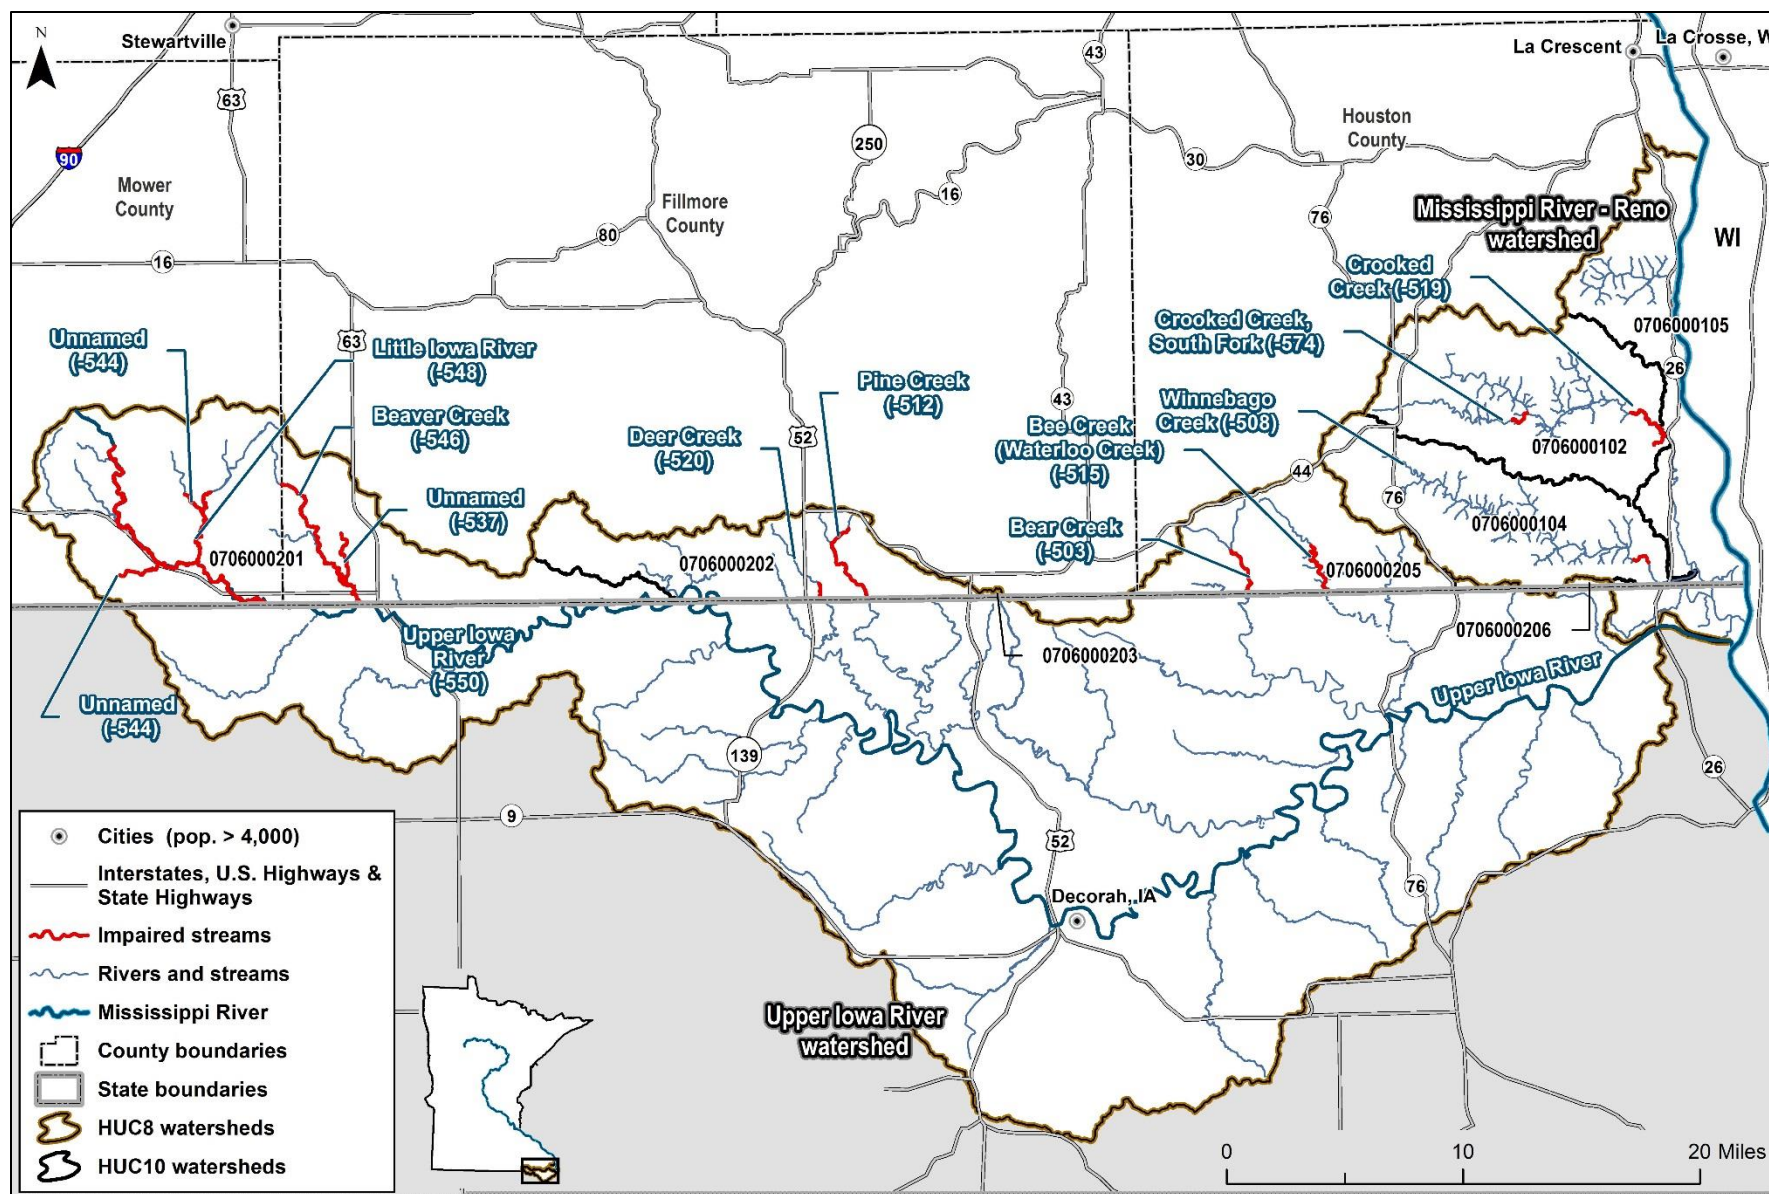 N
Stewartville
63
90
Mower
County
16
Fillmore
County
80
250
16
43
30
Houston
County
76
La Crescent
La Crosse, W
Mississippi River - Reno
watershed
WI
Crooked
Creek (-519)
Crooked Creek,
South Fork (-574)
0706000105
26
Winnebago
Creek (-508)
0706000102
Unnamed
(-544)
Little Iowa River
(-548)
63
Beaver Creek
(-546)
Unnamed
(-537)
Deer Creek
(-520)
52
Pine Creek
(-512)
43
Bee Creek
(Waterloo Creek)
(-515)
44
76
Bear Creek
(-503)
0706000104
0706000201
0706000202
0706000205
0706000206
0706000203
Upper Iowa
River
(-550)
Unnamed
(-544)
Upper Iowa River
139
9
52
26
76
Decorah, IA
Upper Iowa River
watershed
Cities (pop. > 4,000)
Interstates, U.S. Highways &
State Highways
Impaired streams
Rivers and streams
Mississippi River
County boundaries
State boundaries
HUC8 watersheds
HUC10 watersheds
0 10 20 Miles